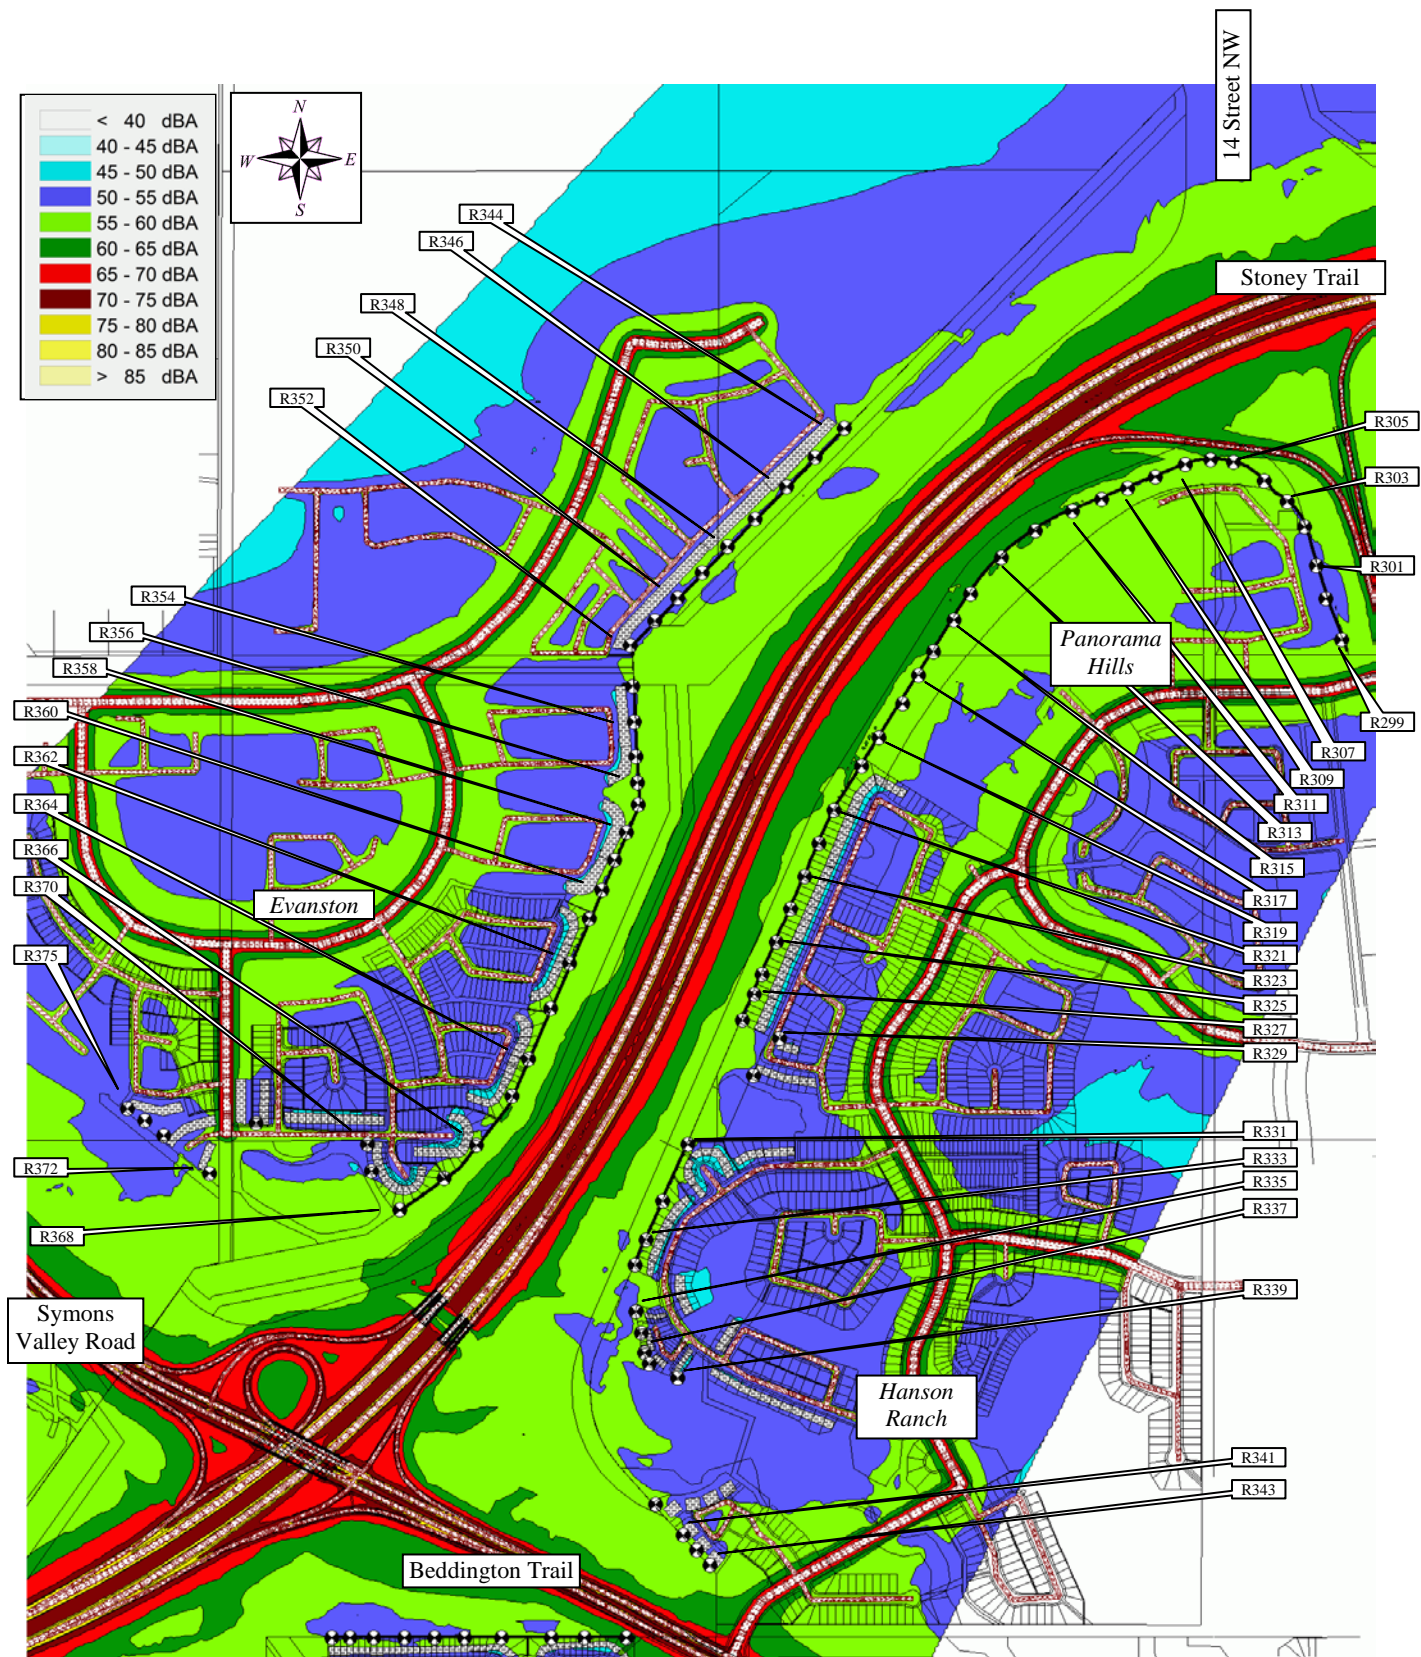 14 Street NW
< 40 dBA
40 - 45 dBA
45 - 50 dBA
50 - 55 dBA
55 - 60 dBA
60 - 65 dBA
65 - 70 dBA
70 - 75 dBA
75 - 80 dBA
80 - 85 dBA
> 85 dBA
N
W
E
S
R344
R346
R348
R350
R352
Stoney Trail
R305
R303
R301
R354
R356
R358
R360
R362
R364
R366
R370
R375
R372
R368
Panorama
Hills
R299
R307
R309
R311
R313
R315
R317
R319
R321
R323
R325
R327
R329
Evanston
R331
R333
R335
R337
R339
Symons
Valley Road
Hanson
Ranch
R341
R343
Beddington Trail